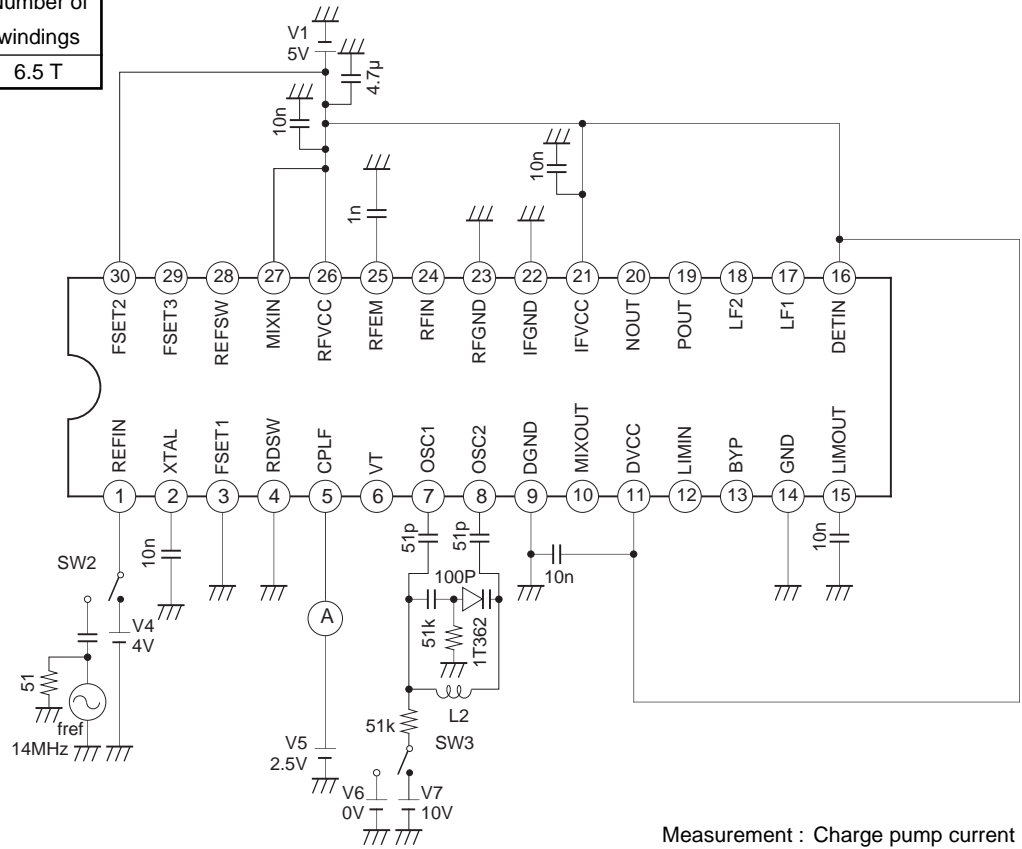 Number of
windings
6.5 T
V1
5V
4.7µ
10n
1n
10n
30 29 28 27 26 25 24 23 22 21 20 19 18 17 16
FSET2 FSET3 REFSW MIXIN RFVCC RFEM RFIN RFGND IFGND IFVCC NOUT POUT LF2 LF1 DETIN
REFIN XTAL FSET1 RDSW CPLF VT OSC1 OSC2 DGND MIXOUT DVCC LIMIN BYP GND LIMOUT
1 2 3 4 5 6 7 8 9 10 11 12 13 14 15
51p 51p
10n
10n
10n
SW2
100P
A
V4
4V
51k
1T362
51
fref
14MHz
L2
51k
SW3
V5
2.5V
V6
0V
V7
10V
Measurement : Charge pump current